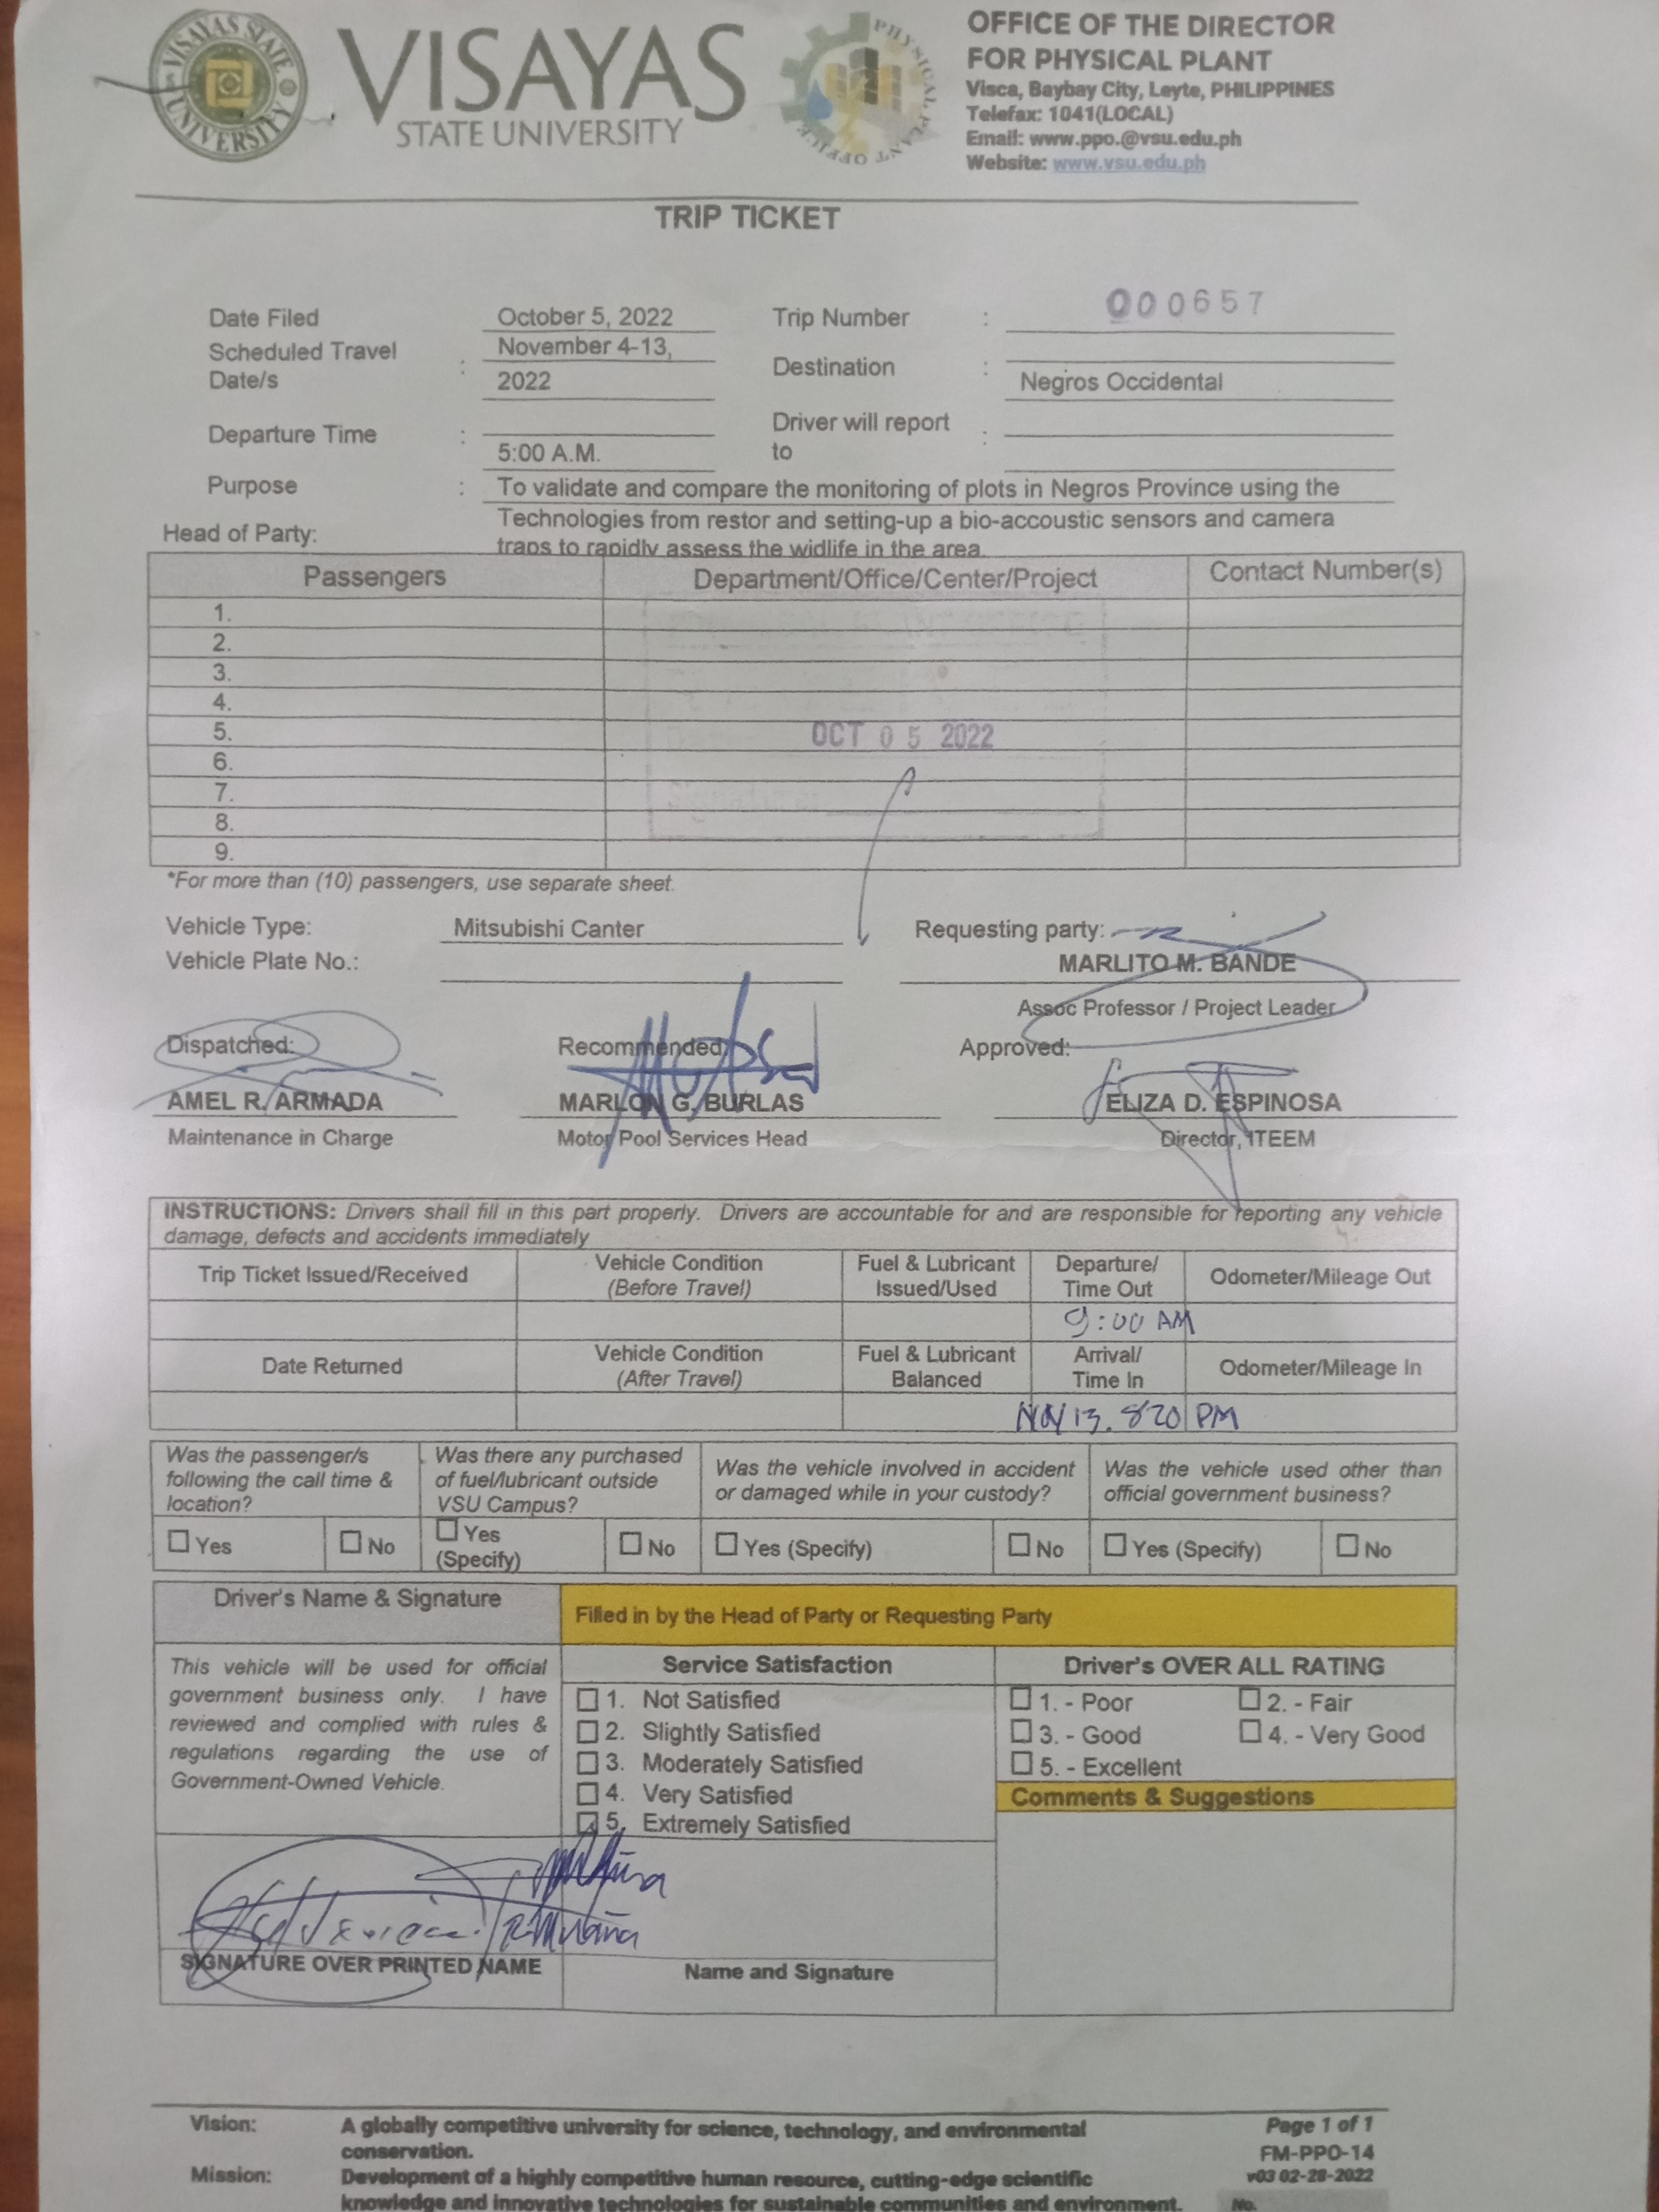 VISAYAS STATE UNIVERSITY
PHYSICAL PLANT OFFICE
VISAYAS
STATE UNIVERSITY
OFFICE OF THE DIRECTOR
FOR PHYSICAL PLANT
Visca, Baybay City, Leyte, PHILIPPINES
Telefax: 1041(LOCAL)
Email: www.ppo.@vsu.edu.ph
Website: www.vsu.edu.ph
TRIP TICKET
Date Filed October 5, 2022 Trip Number : 000657
Scheduled Travel Date/s : November 4-13, 2022 Destination : Negros Occidental
Departure Time : 5:00 A.M. Driver will report to :
Purpose : To validate and compare the monitoring of plots in Negros Province using the
Technologies from restor and setting-up a bio-accoustic sensors and camera
traps to rapidly assess the widlife in the area.
Head of Party:
Passengers Department/Office/Center/Project Contact Number(s)
1.
2.
3.
4.
5.
OCT 05 2022
6.
7.
8.
9.
*For more than (10) passengers, use separate sheet.
Vehicle Type: Mitsubishi Canter Requesting party:
Vehicle Plate No.: MARLITO M. BANDE
Assoc Professor / Project Leader
Dispatched: Recommended: Approved:
AMEL R. ARMADA MARLON G. BURLAS ELIZA D. ESPINOSA
Maintenance in Charge Motor Pool Services Head Director, ITEEM
INSTRUCTIONS: Drivers shall fill in this part properly. Drivers are accountable for and are responsible for reporting any vehicle
damage, defects and accidents immediately
Trip Ticket Issued/Received Vehicle Condition (Before Travel) Fuel & Lubricant Issued/Used Departure/ Time Out Odometer/Mileage Out
9:00 AM
Date Returned Vehicle Condition (After Travel) Fuel & Lubricant Balanced Arrival/ Time In Odometer/Mileage In
NOV 13. 820 PM
Was the passenger/s following the call time & location? Was there any purchased of fuel/lubricant outside VSU Campus? Was the vehicle involved in accident or damaged while in your custody? Was the vehicle used other than official government business?
Yes No Yes (Specify) No Yes (Specify) No Yes (Specify) No
Driver's Name & Signature Filled in by the Head of Party or Requesting Party
This vehicle will be used for official
government business only. I have
reviewed and complied with rules &
regulations regarding the use of
Government-Owned Vehicle.
Service Satisfaction
1. Not Satisfied
2. Slightly Satisfied
3. Moderately Satisfied
4. Very Satisfied
5. Extremely Satisfied
Driver's OVER ALL RATING
1. - Poor 2. - Fair
3. - Good 4. - Very Good
5. - Excellent
Comments & Suggestions
SIGNATURE OVER PRINTED NAME Name and Signature
Vision: A globally competitive university for science, technology, and environmental
conservation.
Mission: Development of a highly competitive human resource, cutting-edge scientific
knowledge and innovative technologies for sustainable communities and environment.
Page 1 of 1
FM-PPO-14
v03 02-28-2022
No.